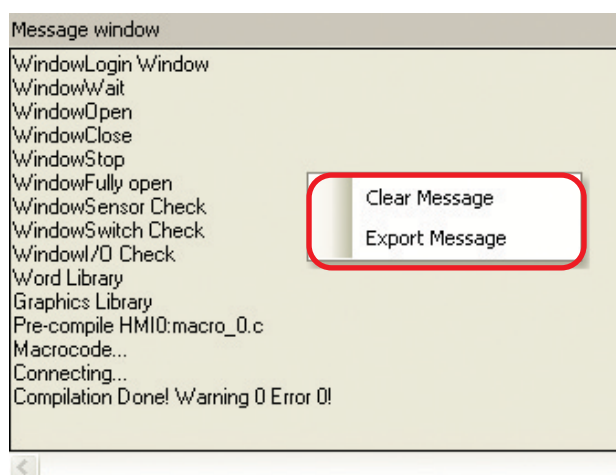 Message window
WindowLogin Window
WindowWait
WindowOpen
WindowClose
WindowStop
WindowFully open
WindowSensor Check
WindowSwitch Check
WindowI/O Check
Word Library
Graphics Library
Pre-compile HMI0:macro_0.c
Macrocode...
Connecting...
Compilation Done! Warning 0 Error 0!
Clear Message
Export Message